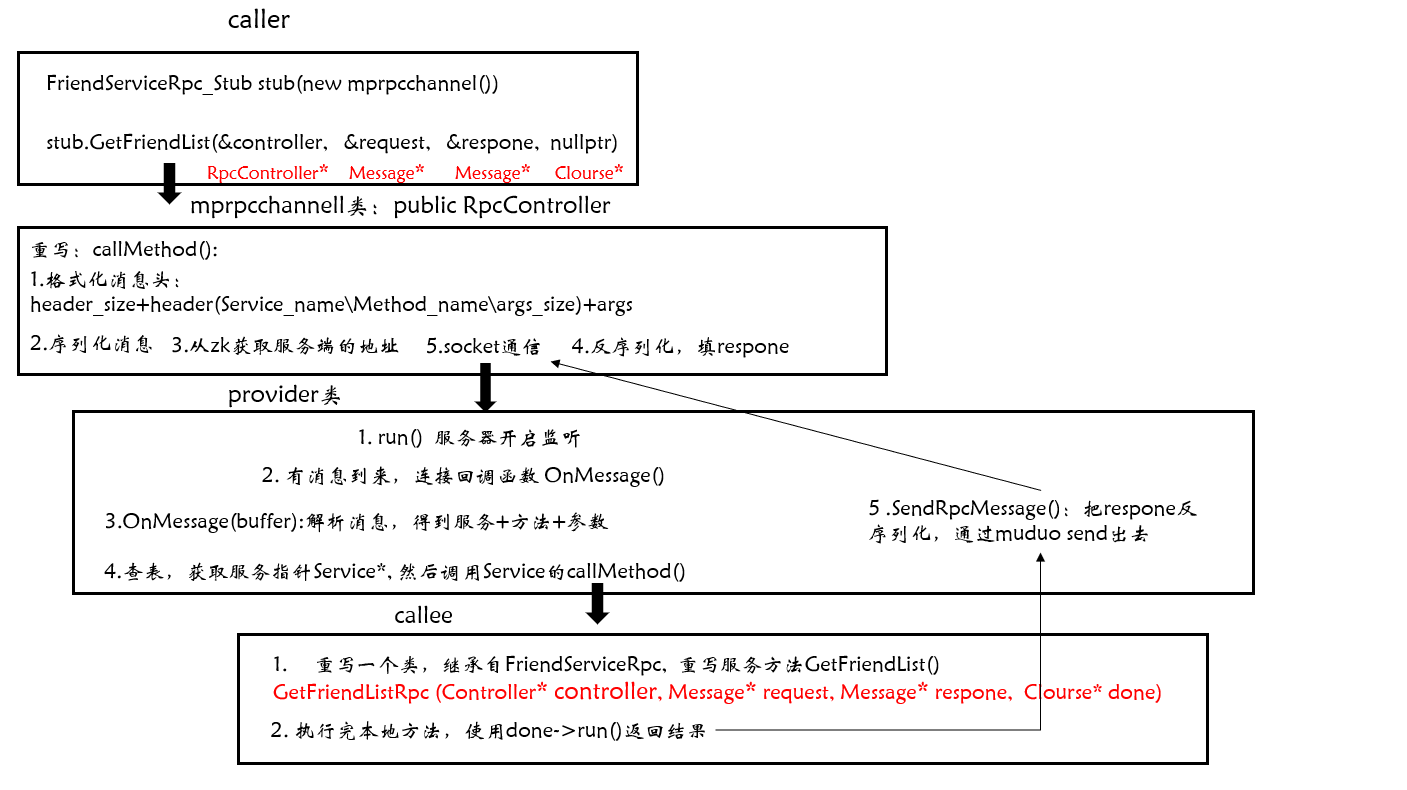 caller
FriendServiceRpc_Stub stub(new mprpcchannel())
stub.GetFriendList(&controller, &request, &respone, nullptr)
RpcController* Message* Message* Clourse*
mprpcchannell类：public RpcController
重写：callMethod():
1.格式化消息头：
header_size+header(Service_name\Method_name\args_size)+args
2.序列化消息 3.从zk获取服务端的地址 5.socket通信 4.反序列化，填respone
provider类
1. run() 服务器开启监听
2. 有消息到来，连接回调函数 OnMessage()
3.OnMessage(buffer):解析消息，得到服务+方法+参数
4.查表，获取服务指针Service*,然后调用Service的callMethod()
5 .SendRpcMessage()：把respone反
序列化，通过muduo send出去
callee
1. 重写一个类，继承自FriendServiceRpc, 重写服务方法GetFriendList()
GetFriendListRpc (Controller* controller, Message* request, Message* respone, Clourse* done)
2. 执行完本地方法，使用done->run()返回结果